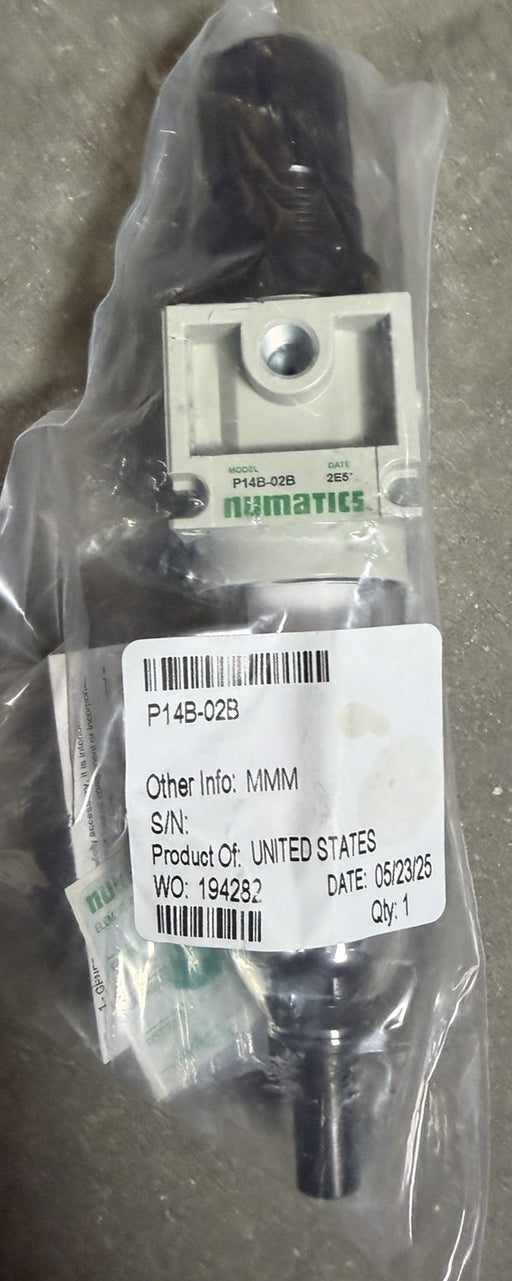 MODEL DATE
P14B-02B 2E5
numatics
P14B-02B
Other Info: MMM
S/N:
Product Of: UNITED STATES
WO: 194282 DATE: 05/23/25
Qty: 1